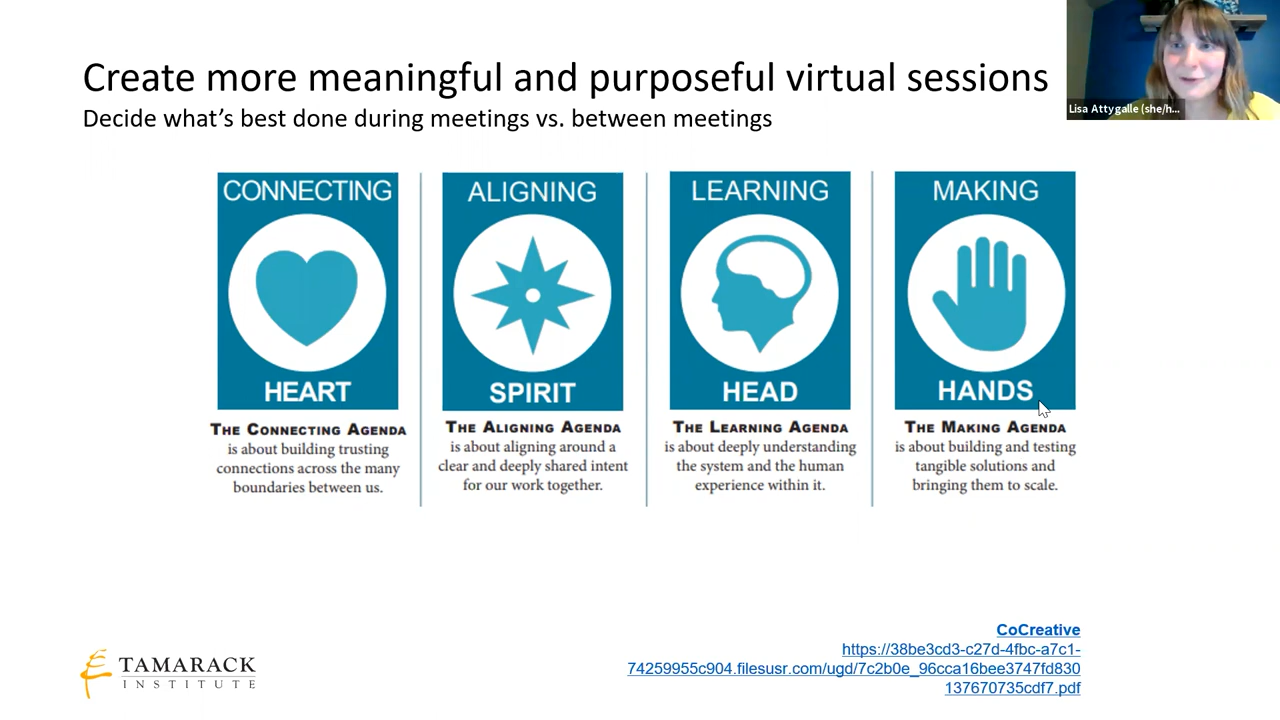 Create more meaningful and purposeful virtual sessions
Decide what's best done during meetings vs. between meetings
Lisa Attygalle (she/h...
CONNECTING
HEART
THE CONNECTING AGENDA
is about building trusting
connections across the many
boundaries between us.
ALIGNING
SPIRIT
THE ALIGNING AGENDA
is about aligning around a
clear and deeply shared intent
for our work together.
LEARNING
HEAD
THE LEARNING AGENDA
is about deeply understanding
the system and the human
experience within it.
MAKING
HANDS
THE MAKING AGENDA
is about building and testing
tangible solutions and
bringing them to scale.
TAMARACK
INSTITUTE
CoCreative
https://38be3cd3-c27d-4fbc-a7c1-
74259955c904.filesusr.com/ugd/7c2b0e_96cca16bee3747fd830
137670735cdf7.pdf